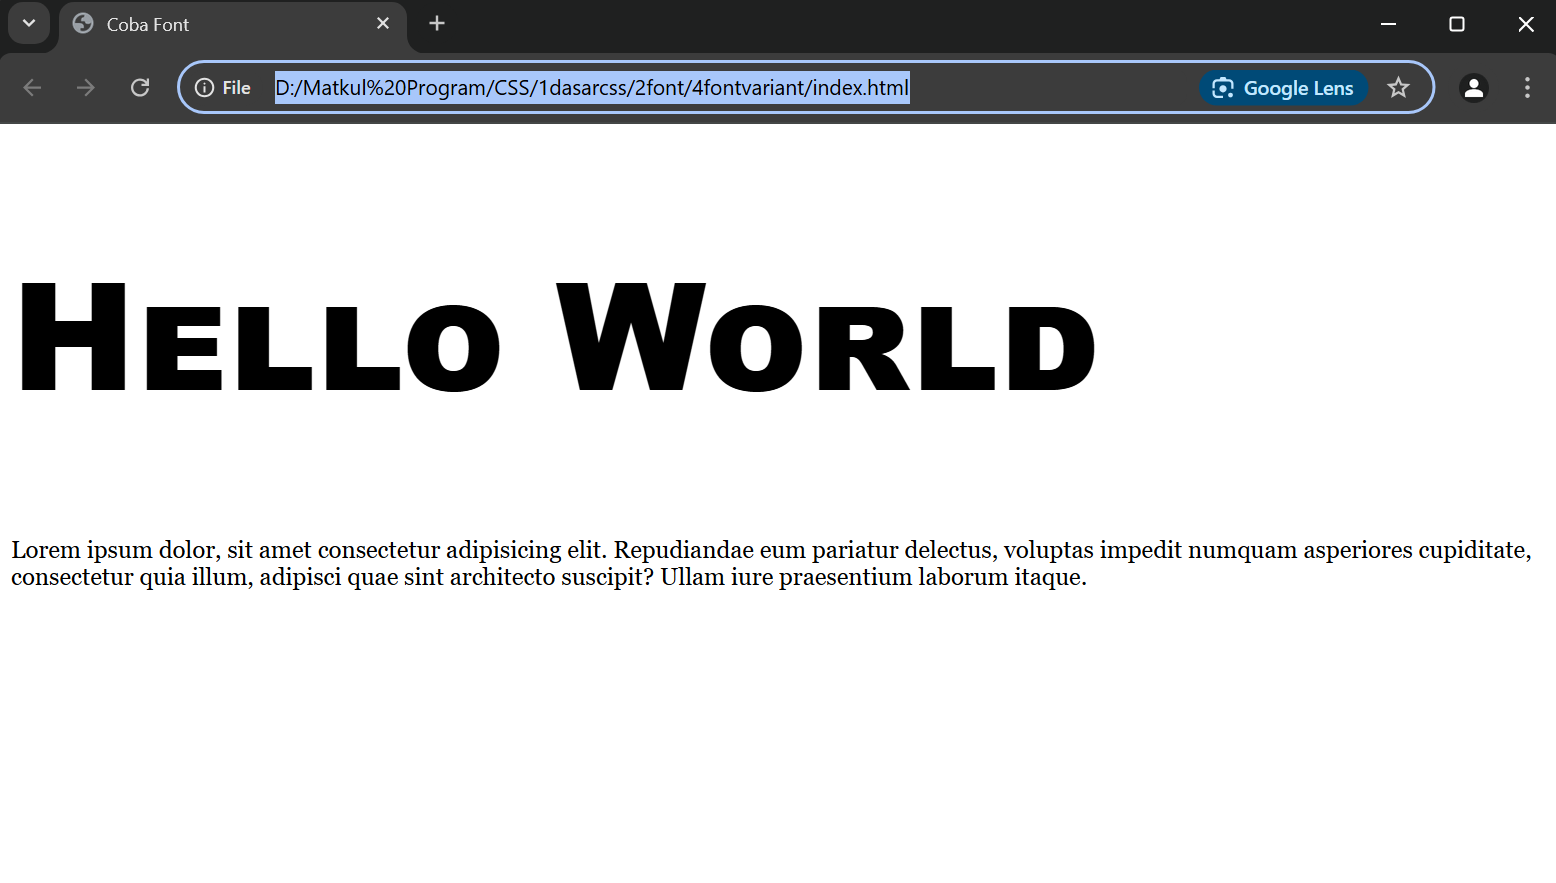 Coba Font
File D:/Matkul%20Program/CSS/1dasarcss/2font/4fontvariant/index.html Google Lens
Hello World
Lorem ipsum dolor, sit amet consectetur adipisicing elit. Repudiandae eum pariatur delectus, voluptas impedit numquam asperiores cupiditate,
consectetur quia illum, adipisci quae sint architecto suscipit? Ullam iure praesentium laborum itaque.